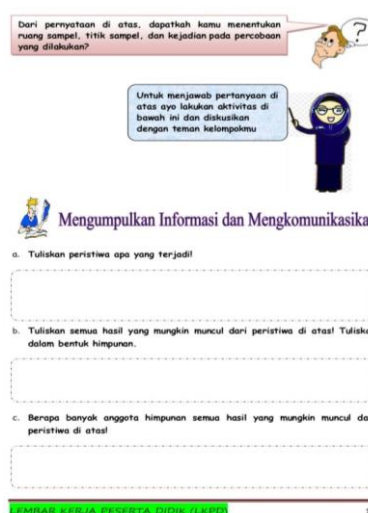 Dari pernyataan di atas, dapatkah kamu menentukan
ruang sampel, titik sampel, dan kejadian pada percobaan
yang dilakukan?
?
Untuk menjawab pertanyaan di
atas ayo lakukan aktivitas di
bawah ini dan diskusikan
dengan teman kelompokmu
Mengumpulkan Informasi dan Mengkomunikasika
a. Tuliskan peristiwa apa yang terjadi!
b. Tuliskan semua hasil yang mungkin muncul dari peristiwa di atas! Tuliska
dalam bentuk himpunan.
c. Berapa banyak anggota himpunan semua hasil yang mungkin muncul da
peristiwa di atas!
LEMBAR KERJA PESERTA DIDIK (LKPD)